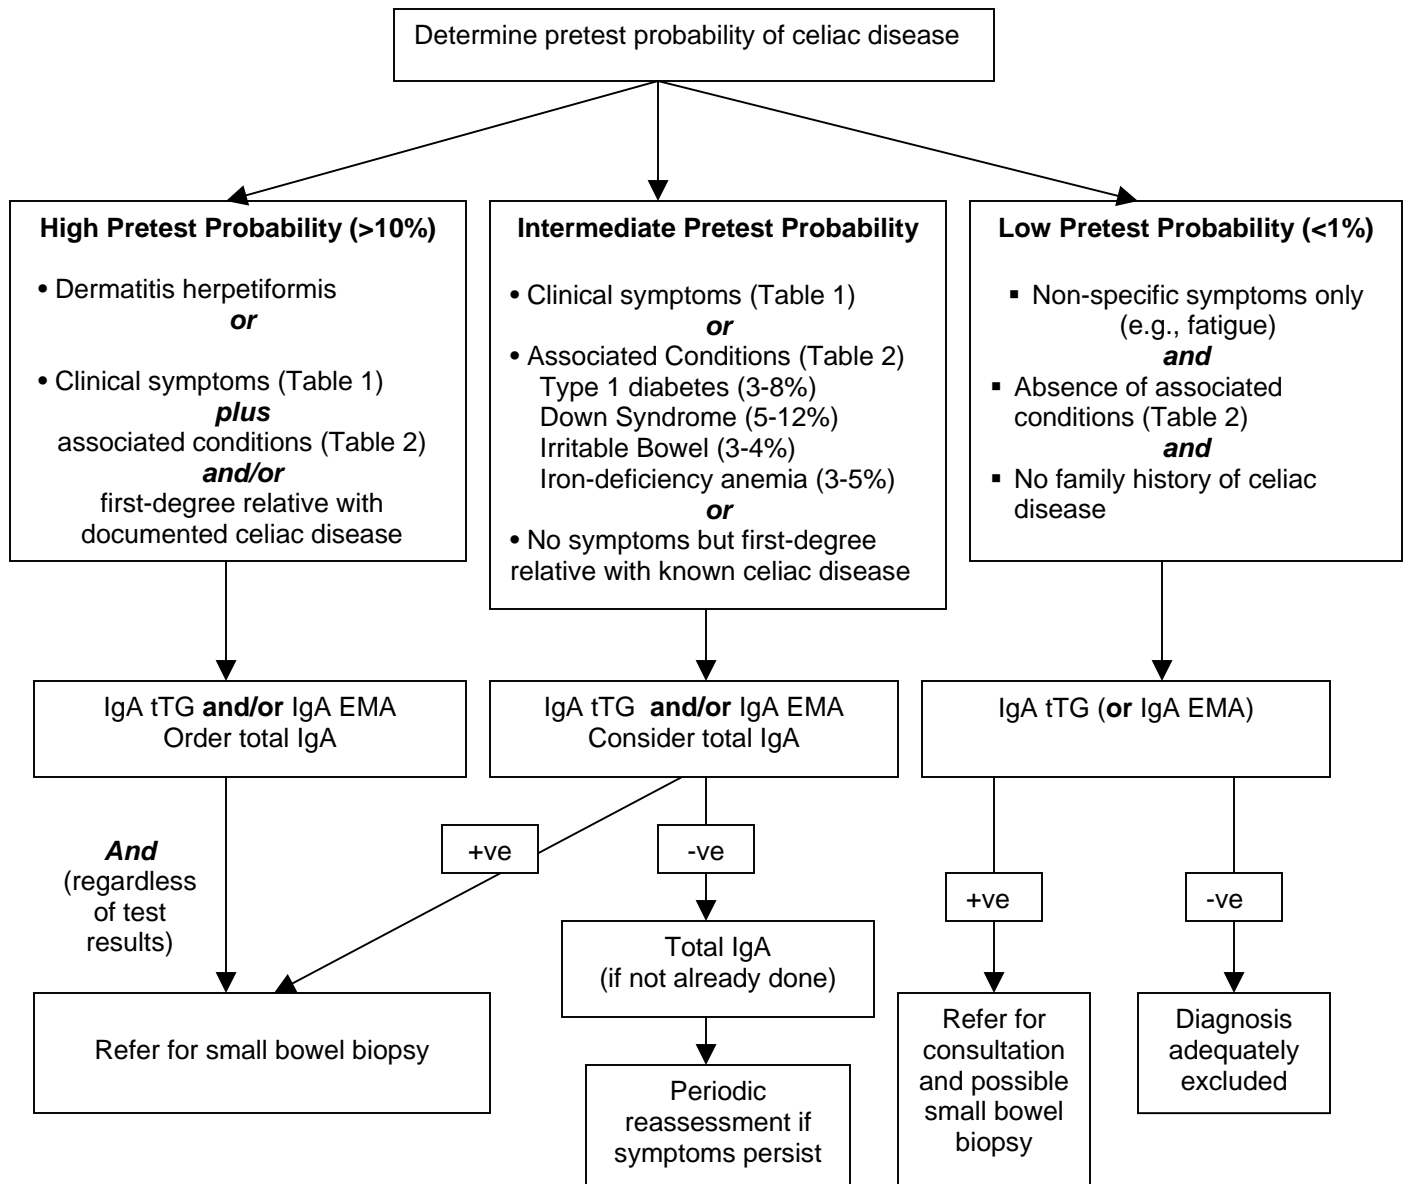 Determine pretest probability of celiac disease
High Pretest Probability (>10%)
• Dermatitis herpetiformis
or
• Clinical symptoms (Table 1)
plus
associated conditions (Table 2)
and/or
first-degree relative with
documented celiac disease
Intermediate Pretest Probability
• Clinical symptoms (Table 1)
or
• Associated Conditions (Table 2)
Type 1 diabetes (3-8%)
Down Syndrome (5-12%)
Irritable Bowel (3-4%)
Iron-deficiency anemia (3-5%)
or
• No symptoms but first-degree
relative with known celiac disease
Low Pretest Probability (<1%)
▪ Non-specific symptoms only
(e.g., fatigue)
and
▪ Absence of associated
conditions (Table 2)
and
▪ No family history of celiac
disease
IgA tTG and/or IgA EMA
Order total IgA
IgA tTG and/or IgA EMA
Consider total IgA
IgA tTG (or IgA EMA)
And
(regardless
of test
results)
+ve
-ve
+ve
-ve
Total IgA
(if not already done)
Refer for small bowel biopsy
Periodic
reassessment if
symptoms persist
Refer for
consultation
and possible
small bowel
biopsy
Diagnosis
adequately
excluded